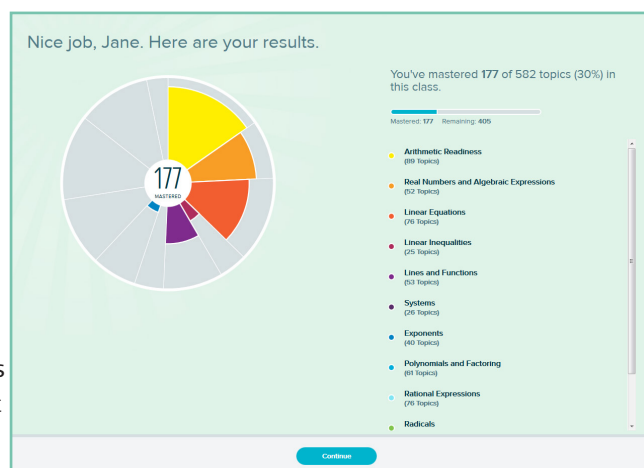 Nice job, Jane. Here are your results.
177
MASTERED
You've mastered 177 of 582 topics (30%) in
this class.
Mastered: 177 Remaining: 405
Arithmetic Readiness
(89 Topics)
Real Numbers and Algebraic Expressions
(52 Topics)
Linear Equations
(76 Topics)
Linear Inequalities
(25 Topics)
Lines and Functions
(53 Topics)
Systems
(26 Topics)
Exponents
(40 Topics)
Polynomials and Factoring
(61 Topics)
Rational Expressions
(76 Topics)
Radicals
Continue